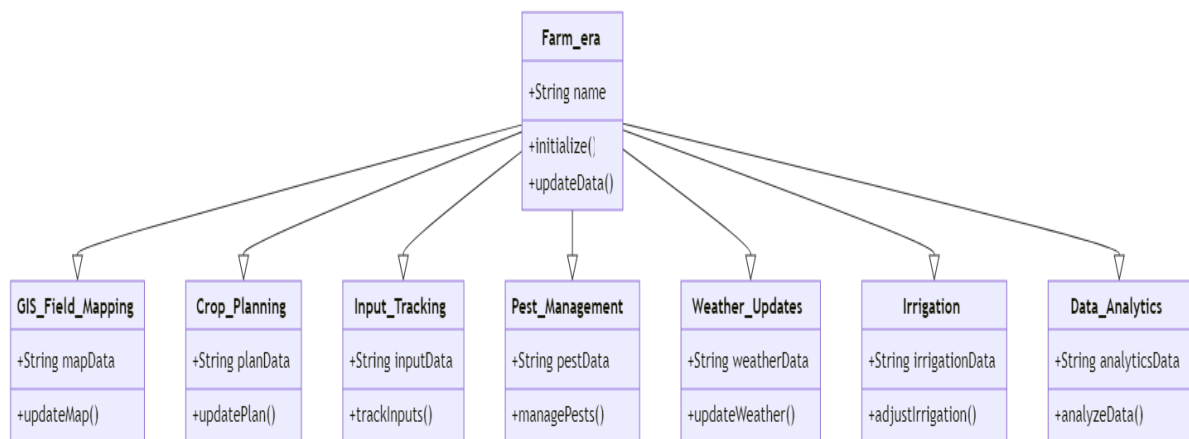 Farm_era
+String name
+initialize()
+updateData()
GIS_Field_Mapping
+String mapData
+updateMap()
Crop_Planning
+String planData
+updatePlan()
Input_Tracking
+String inputData
+trackInputs()
Pest_Management
+String pestData
+managePests()
Weather_Updates
+String weatherData
+updateWeather()
Irrigation
+String irrigationData
+adjustIrrigation()
Data_Analytics
+String analyticsData
+analyzeData()